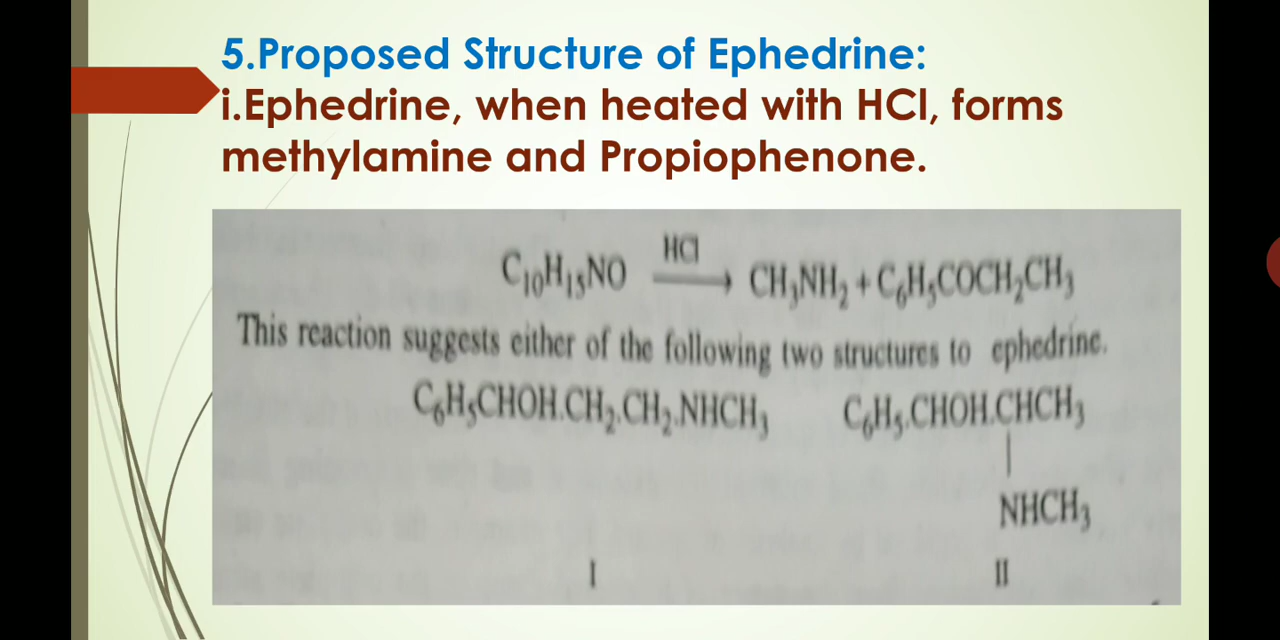 5.Proposed Structure of Ephedrine:
i.Ephedrine, when heated with HCl, forms
methylamine and Propiophenone.
HCl
C₁₀H₁₅NO ⟶ CH₃NH₂ + C₆H₅COCH₂CH₃
This reaction suggests either of the following two structures to ephedrine.
C₆H₅CHOH.CH₂.CH₂.NHCH₃ C₆H₅.CHOH.CHCH₃
|
NHCH₃
I II